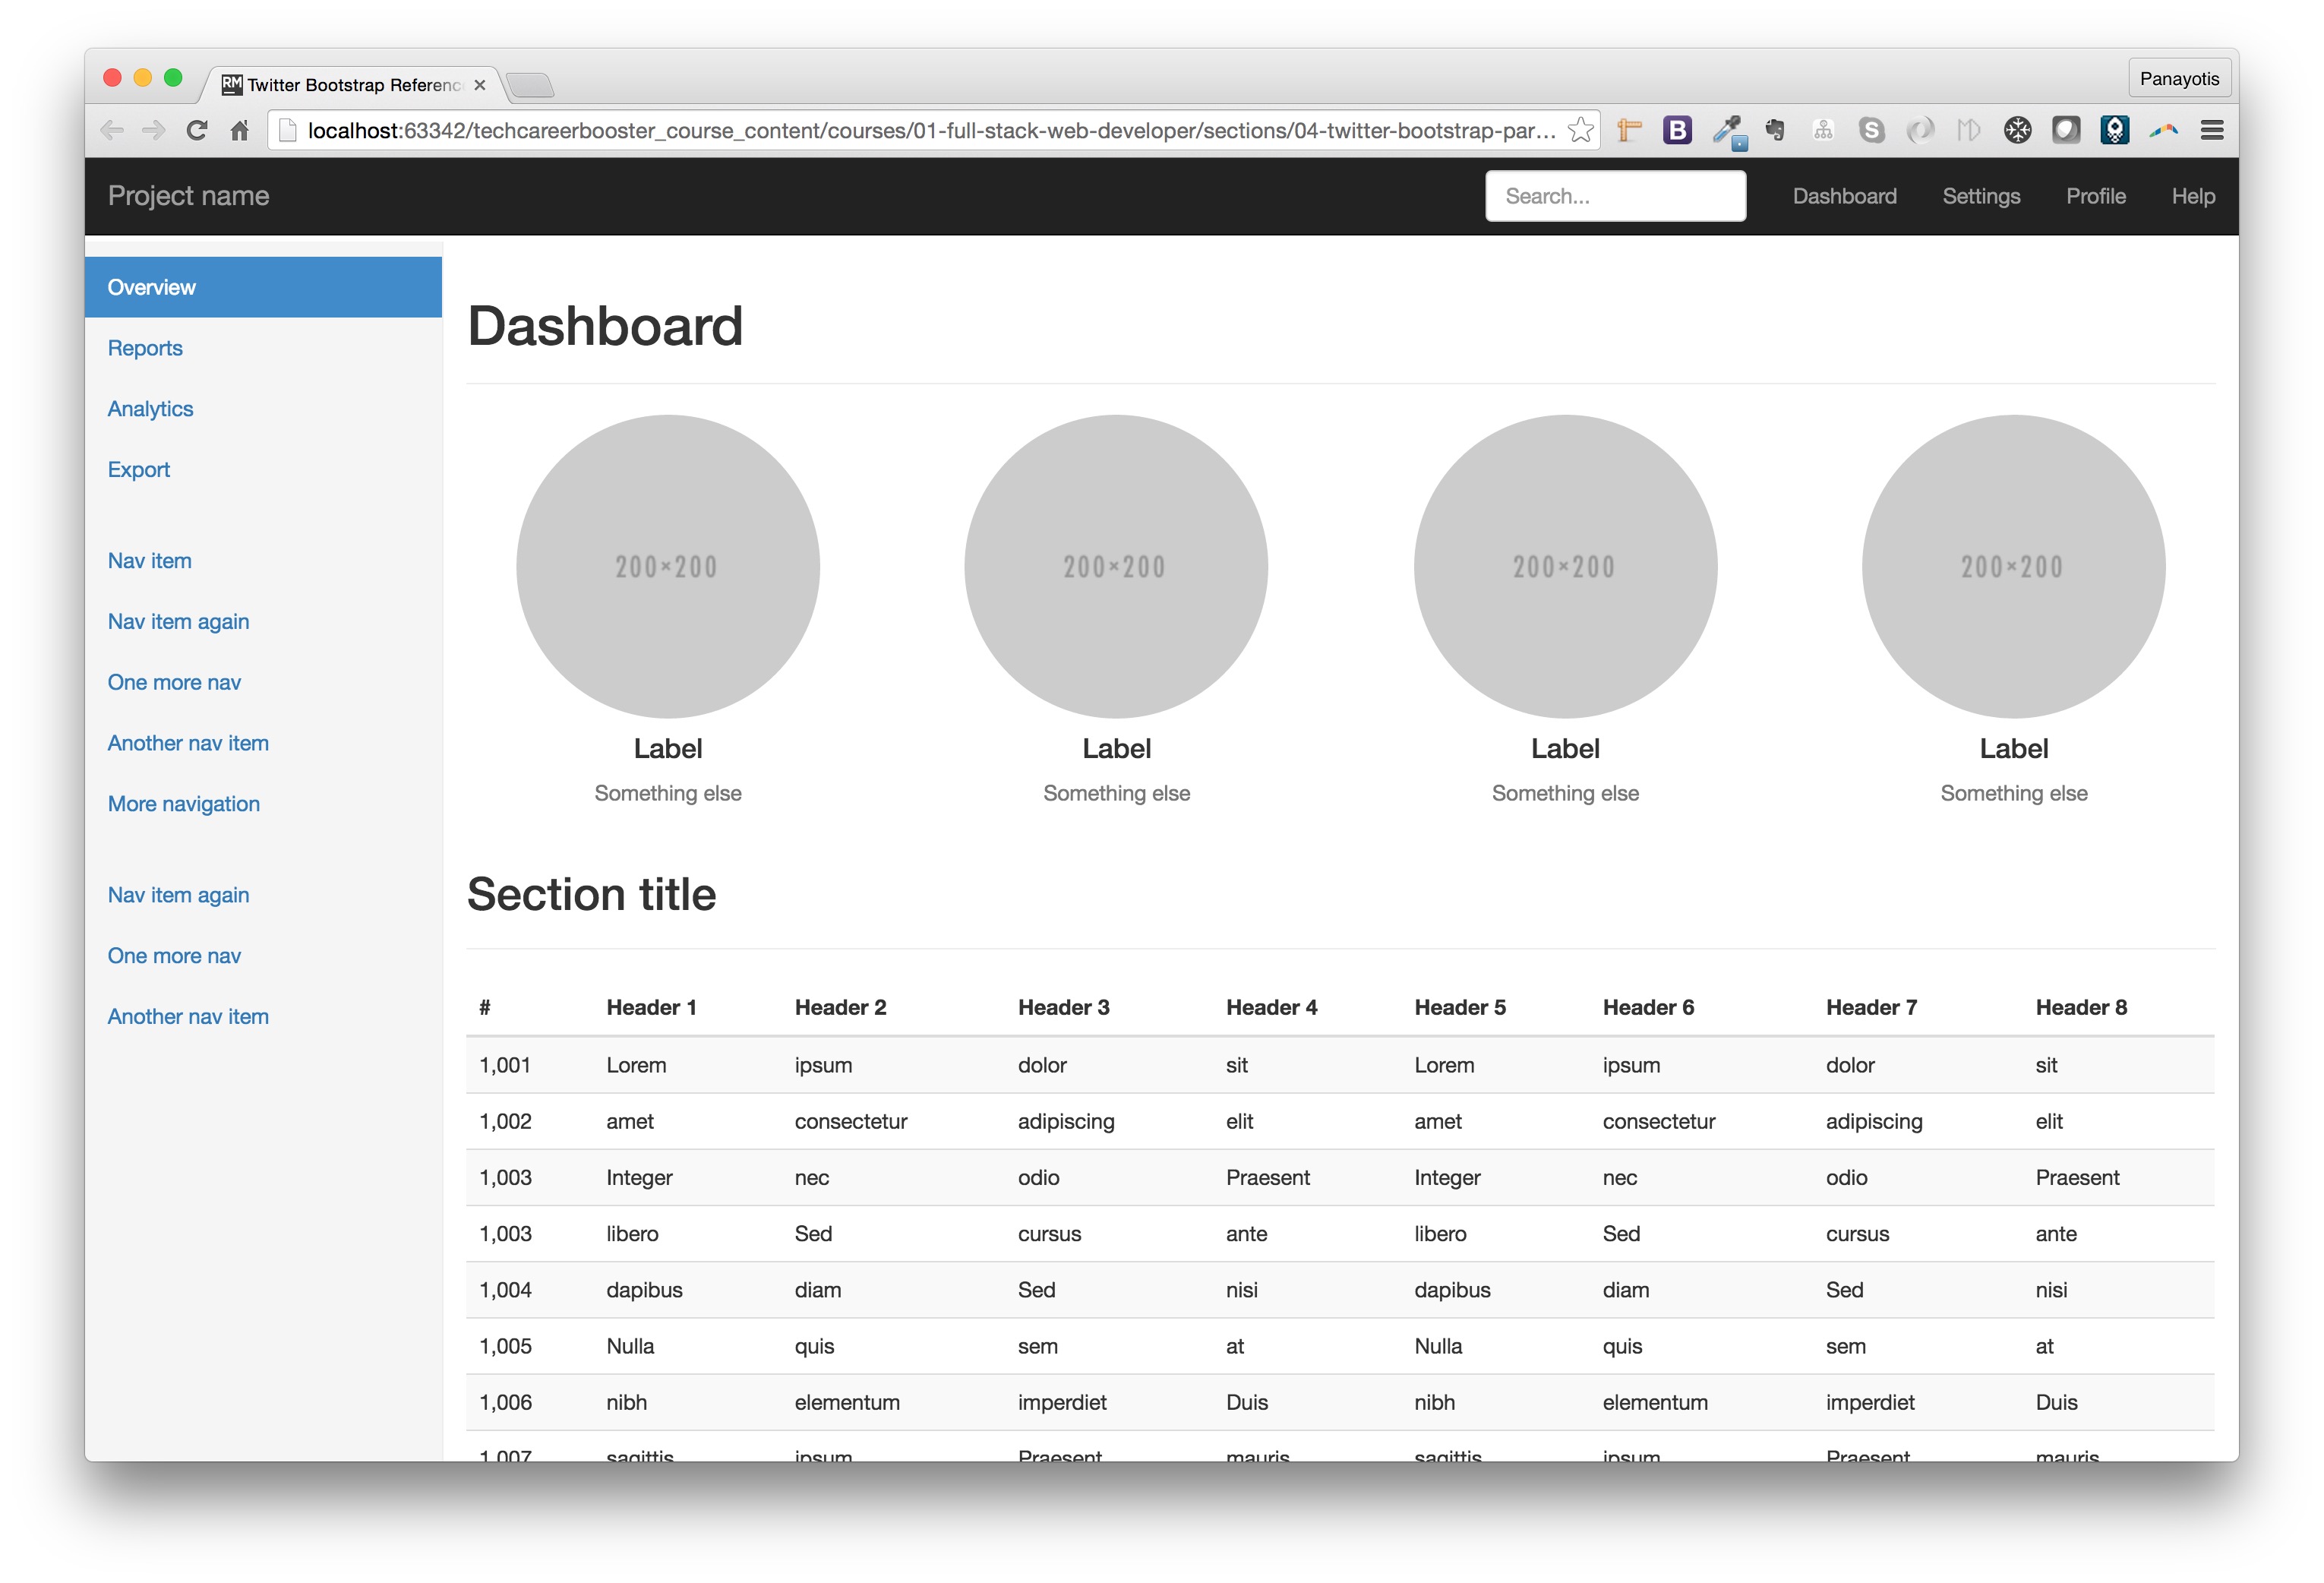 RM Twitter Bootstrap Referenc
Panayotis
localhost:63342/techcareerbooster_course_content/courses/01-full-stack-web-developer/sections/04-twitter-bootstrap-par...
Project name Search... Dashboard Settings Profile Help
Overview
Reports
Analytics
Export
Nav item
Nav item again
One more nav
Another nav item
More navigation
Nav item again
One more nav
Another nav item
Dashboard
200×200 200×200 200×200 200×200
Label Label Label Label
Something else Something else Something else Something else
Section title
# Header 1 Header 2 Header 3 Header 4 Header 5 Header 6 Header 7 Header 8
1,001 Lorem ipsum dolor sit Lorem ipsum dolor sit
1,002 amet consectetur adipiscing elit amet consectetur adipiscing elit
1,003 Integer nec odio Praesent Integer nec odio Praesent
1,003 libero Sed cursus ante libero Sed cursus ante
1,004 dapibus diam Sed nisi dapibus diam Sed nisi
1,005 Nulla quis sem at Nulla quis sem at
1,006 nibh elementum imperdiet Duis nibh elementum imperdiet Duis
1,007 sagittis ipsum Praesent mauris sagittis ipsum Praesent mauris